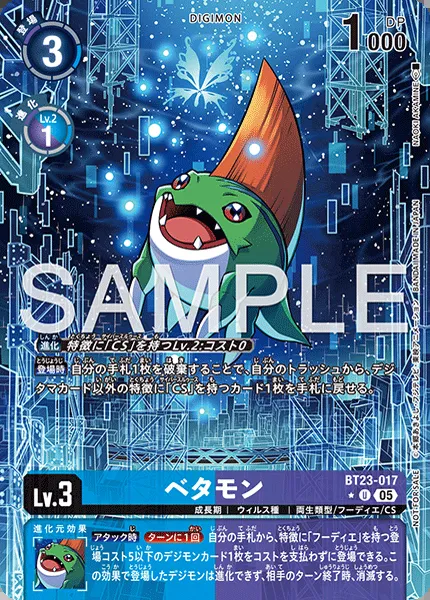 DIGIMON
登場
3
DP
1000
進化
Lv.2
1
NAOKI AKAMINE
SAMPLE
進化 特徴に「CS」を持つLv.2:コスト0
登場時 自分の手札1枚を破棄することで、自分のトラッシュから、デジ
タマカード以外の特徴に「CS」を持つカード1枚を手札に戻せる。
BT23-017
Lv.3
ベタモン
U 05
成長期 | ウィルス種 | 両生類型/フーディエ/CS
NOT FOR SALE
進化元効果
アタック時 ターンに1回 自分の手札から、特徴に「フーディエ」を持つ登
場コスト5以下のデジモンカード1枚をコストを支払わずに登場できる。こ
の効果で登場したデジモンは進化できず、相手のターン終了時、消滅する。